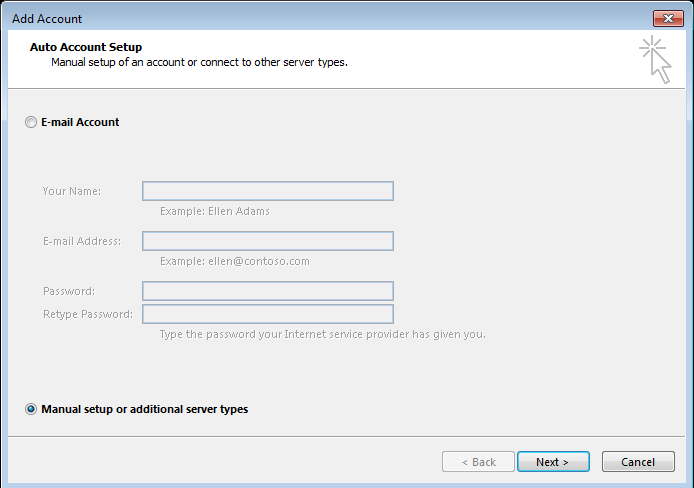 Add Account
Auto Account Setup
Manual setup of an account or connect to other server types.
E-mail Account
Your Name:
Example: Ellen Adams
E-mail Address:
Example: ellen@contoso.com
Password:
Retype Password:
Type the password your Internet service provider has given you.
Manual setup or additional server types
< Back Next > Cancel